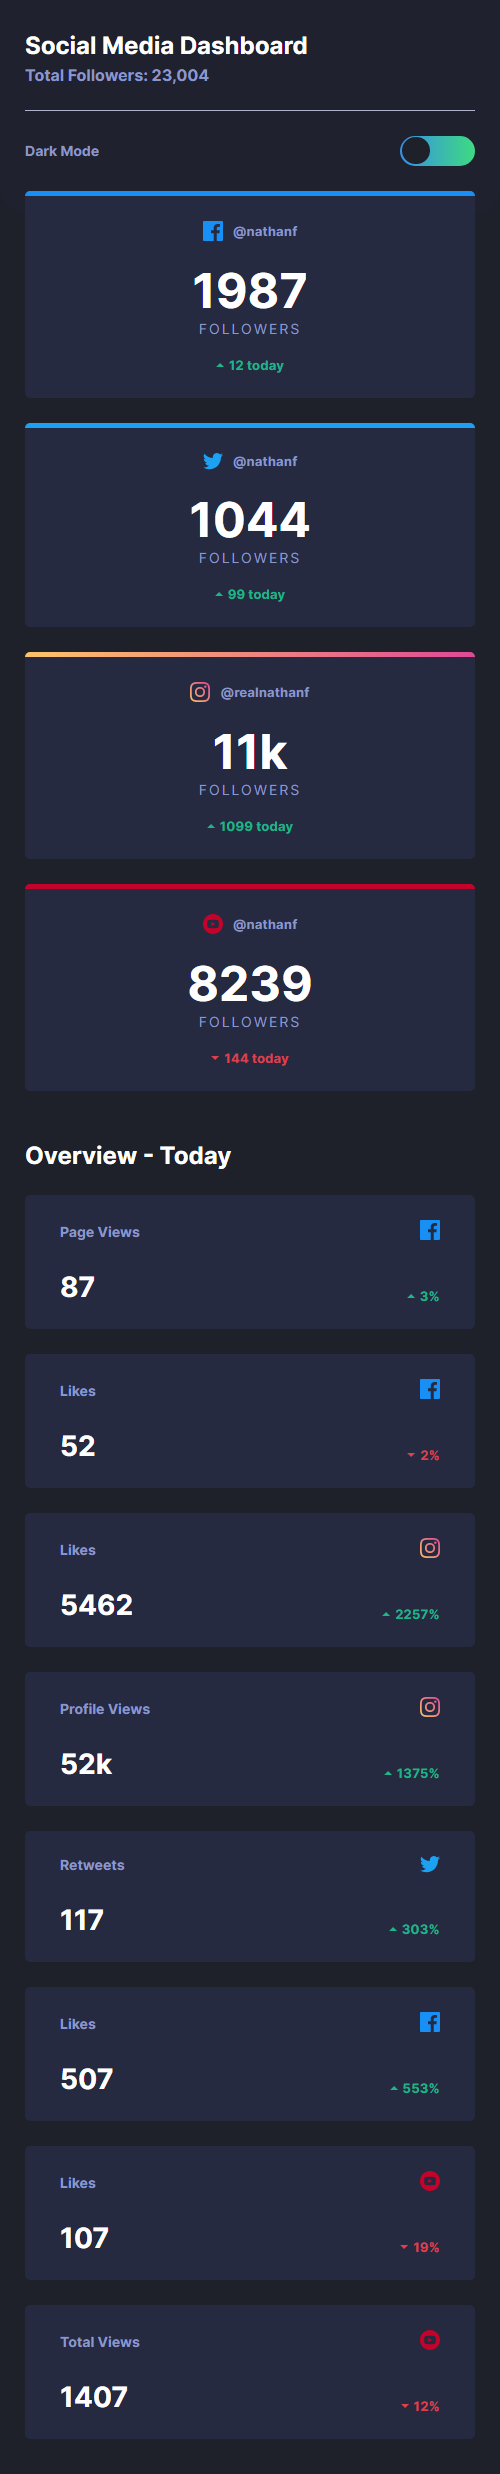 Social Media Dashboard
Total Followers: 23,004
Dark Mode
@nathanf
1987
FOLLOWERS
12 today
@nathanf
1044
FOLLOWERS
99 today
@realnathanf
11k
FOLLOWERS
1099 today
@nathanf
8239
FOLLOWERS
144 today
Overview - Today
Page Views
87
3%
Likes
52
2%
Likes
5462
2257%
Profile Views
52k
1375%
Retweets
117
303%
Likes
507
553%
Likes
107
19%
Total Views
1407
12%